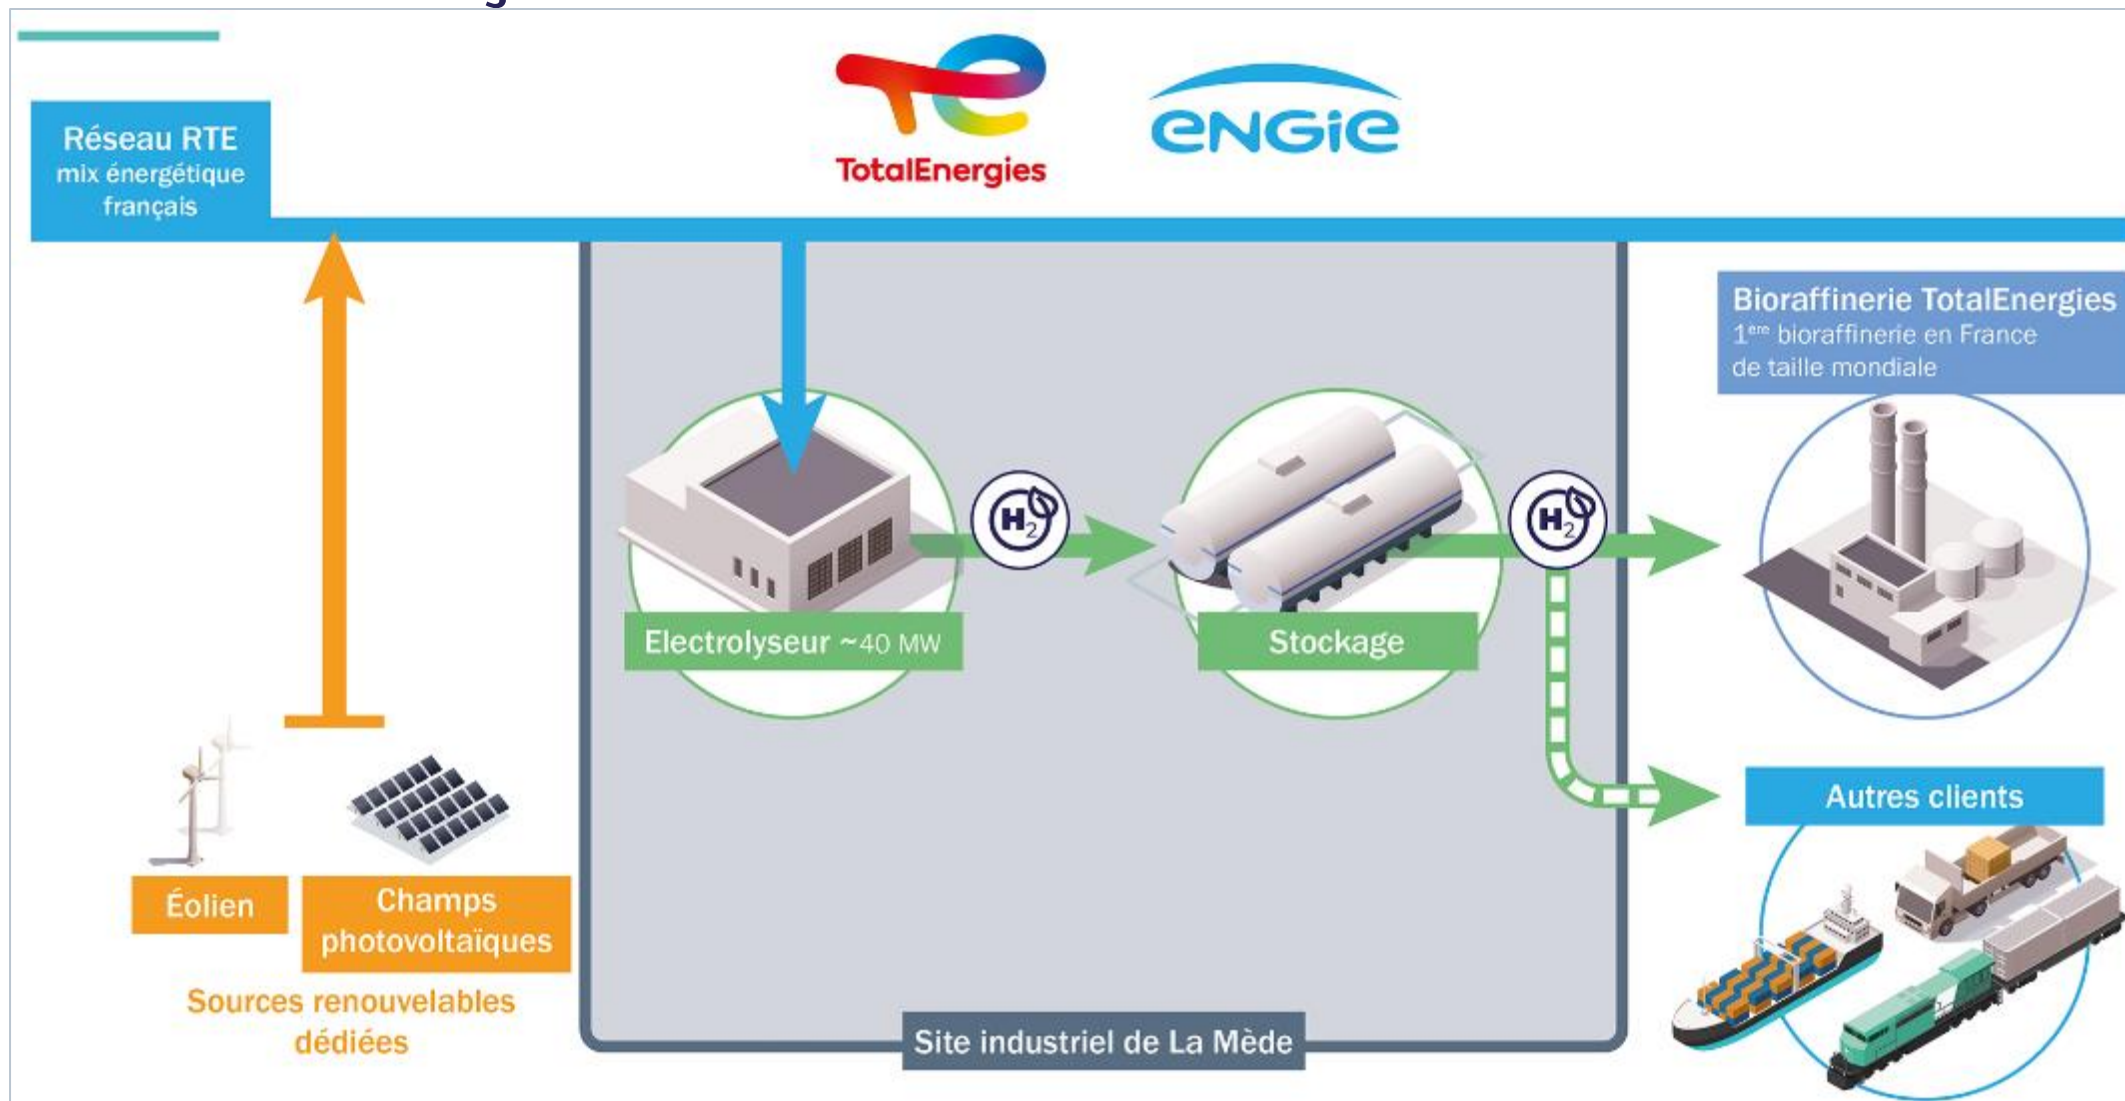 TotalEnergies
ENGIE
Réseau RTE
mix énergétique
français
Bioraffinerie TotalEnergies
1ère bioraffinerie en France
de taille mondiale
H2
H2
Electrolyseur ~40 MW
Stockage
Autres clients
Éolien
Champs
photovoltaïques
Sources renouvelables
dédiées
Site industriel de La Mède